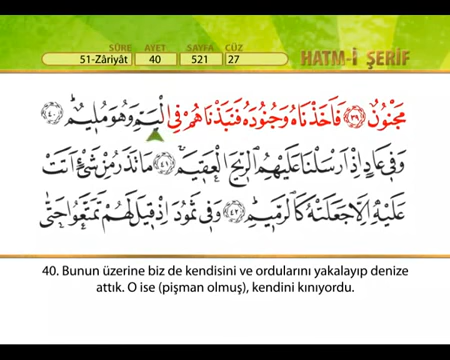 SÛRE AYET SAYFA CÜZ
51-Zâriyât 40 521 27
HATM-İ ŞERİF
مَجْنُونٌ ﴿٣٩﴾ فَاَخَذْنَاهُ وَجُنُودَهُ فَنَبَذْنَاهُمْ فِي الْيَمِّ وَهُوَ مُلِيمٌ ﴿٤٠﴾
وَفِي عَادٍ اِذْ اَرْسَلْنَا عَلَيْهِمُ الرِّيحَ الْعَقِيمَ ﴿٤١﴾ مَا تَذَرُ مِنْ شَيْءٍ اَتَتْ
عَلَيْهِ اِلَّا جَعَلَتْهُ كَالرَّمِيمِ ﴿٤٢﴾ وَفِي ثَمُودَ اِذْ قِيلَ لَهُمْ تَمَتَّعُوا حَتّٰى
40. Bunun üzerine biz de kendisini ve ordularını yakalayıp denize
attık. O ise (pişman olmuş), kendini kınıyordu.